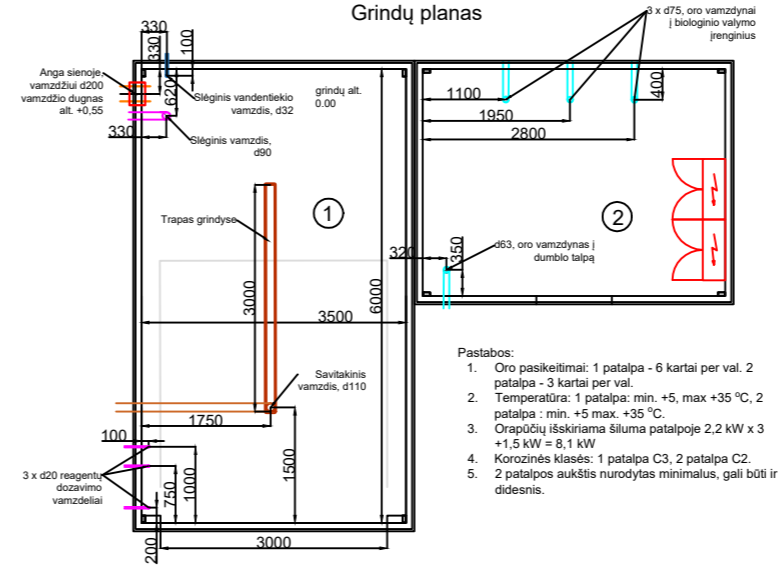 Grindų planas
330
330
100
620
Anga sienoje,
vamzdžiui d200
vamzdžio dugnas
alt. +0,55
330
Slėginis vandentiekio
vamzdis, d32
Slėginis vamzdis,
d90
grindų alt.
0.00
3 x d75, oro vamzdynai
į biologinio valymo
įrenginius
1100
1950
2800
400
1
2
Trapas grindyse
3000
3500
6000
320
350
d63, oro vamzdynas į
dumblo talpą
Savitakinis
vamzdis, d110
1750
1500
100
3 x d20 reagentų
dozavimo
vamzdeliai
750
1000
200
3000
Pastabos:
1. Oro pasikeitimai: 1 patalpa - 6 kartai per val. 2
patalpa - 3 kartai per val.
2. Temperatūra: 1 patalpa: min. +5, max +35 °C, 2
patalpa : min. +5 max. +35 °C.
3. Orapūčių išskiriama šiluma patalpoje 2,2 kW x 3
+1,5 kW = 8,1 kW
4. Korozinės klasės: 1 patalpa C3, 2 patalpa C2.
5. 2 patalpos aukštis nurodytas minimalus, gali būti ir
didesnis.